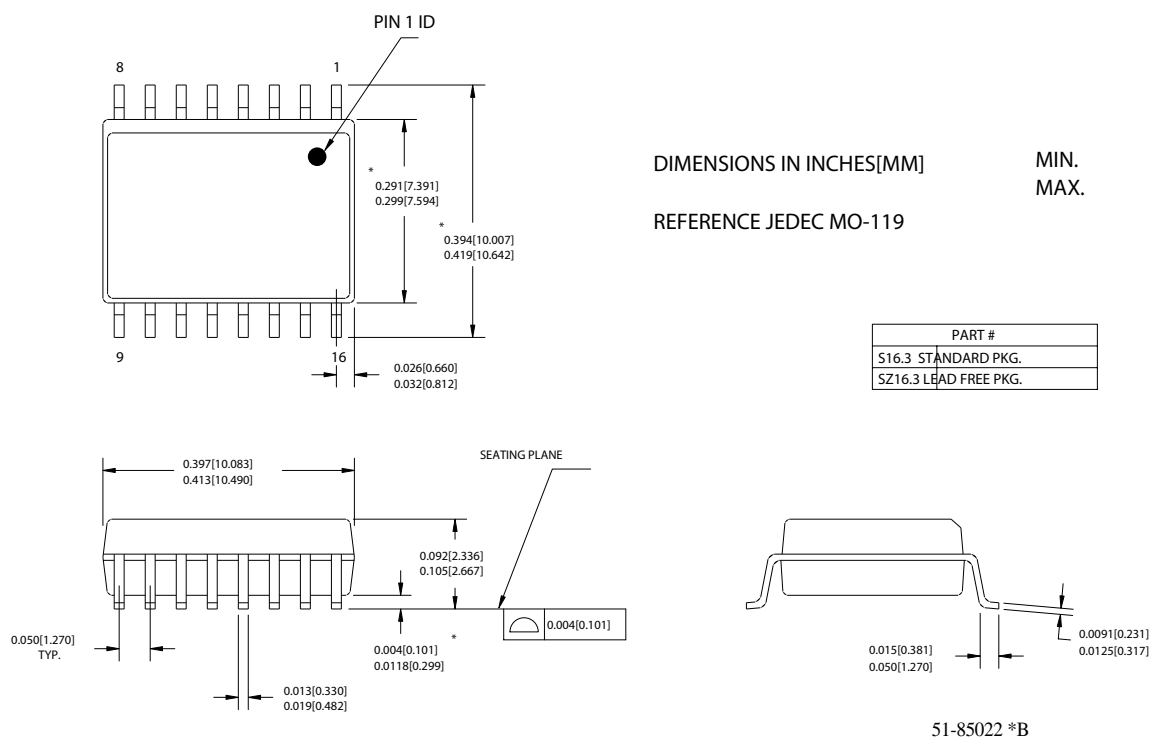 PIN 1 ID
8
1
*
0.291[7.391]
0.299[7.594]
*
0.394[10.007]
0.419[10.642]
DIMENSIONS IN INCHES[MM]
MIN.
MAX.
REFERENCE JEDEC MO-119
9
16
0.026[0.660]
0.032[0.812]
PART #
S16.3 STANDARD PKG.
SZ16.3 LEAD FREE PKG.
0.397[10.083]
0.413[10.490]
SEATING PLANE
0.092[2.336]
0.105[2.667]
0.004[0.101]
0.050[1.270]
TYP.
*
0.004[0.101]
0.0118[0.299]
0.013[0.330]
0.019[0.482]
0.015[0.381]
0.050[1.270]
0.0091[0.231]
0.0125[0.317]
51-85022 *B